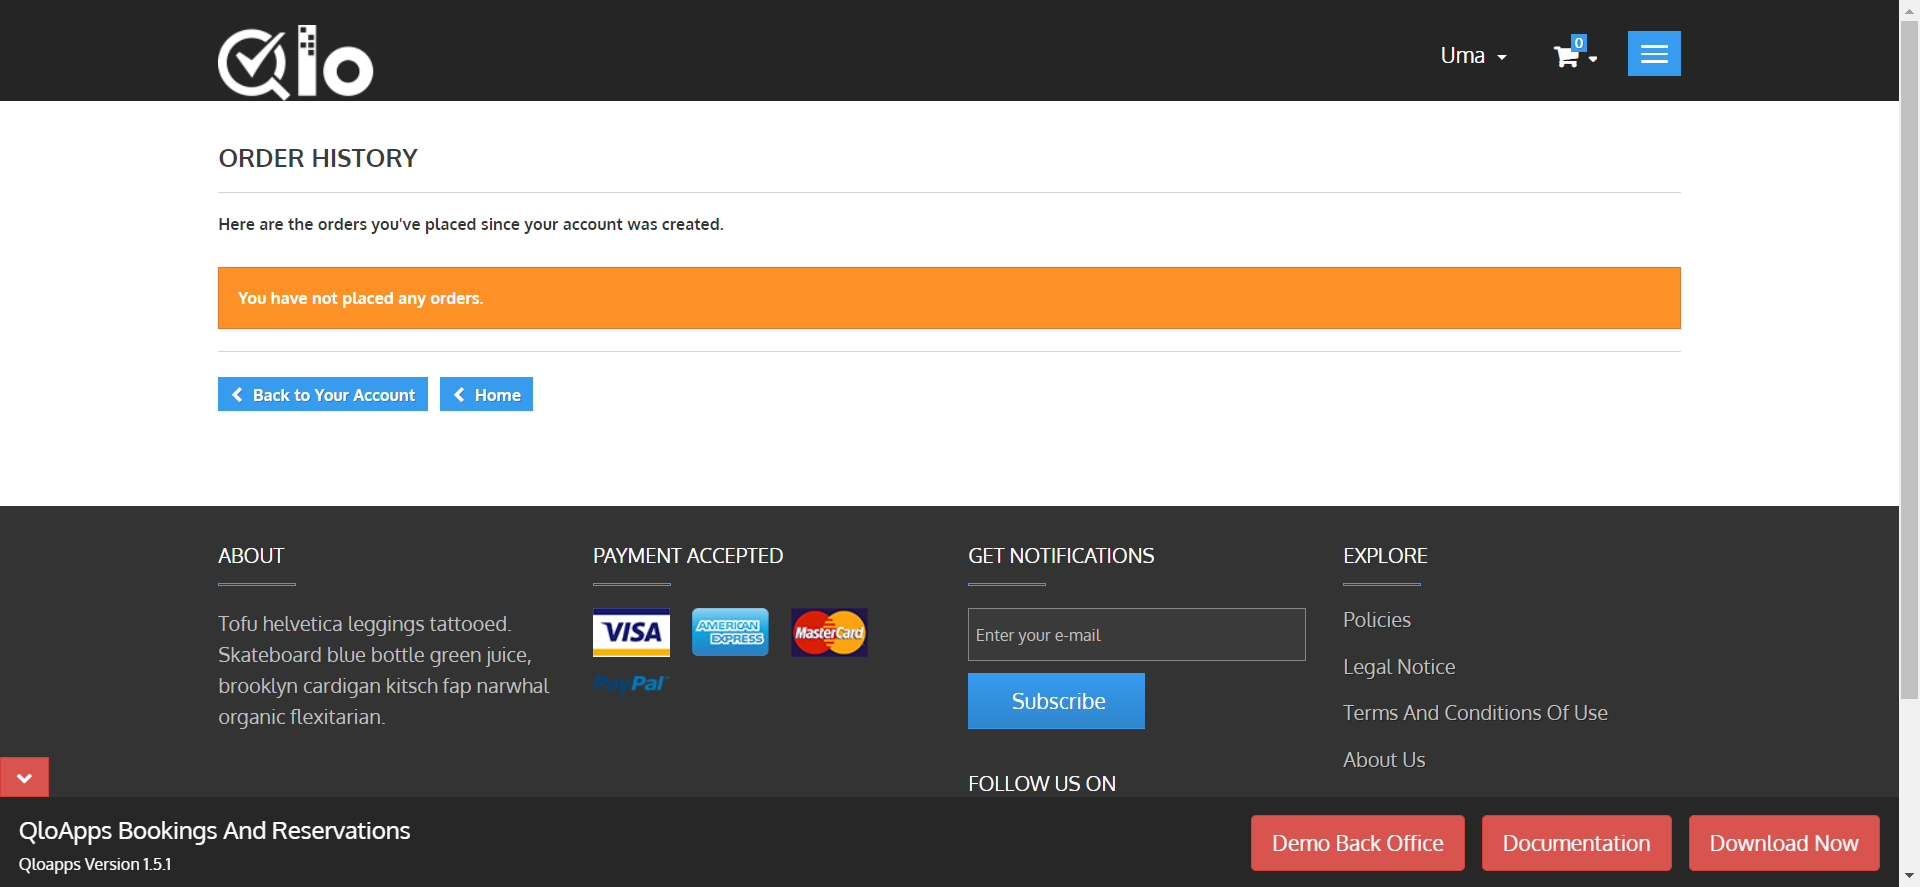 Qlo
Uma
0
ORDER HISTORY
Here are the orders you've placed since your account was created.
You have not placed any orders.
Back to Your Account
Home
ABOUT
Tofu helvetica leggings tattooed.
Skateboard blue bottle green juice,
brooklyn cardigan kitsch fap narwhal
organic flexitarian.
PAYMENT ACCEPTED
VISA
AMERICAN
EXPRESS
MasterCard
PayPal
GET NOTIFICATIONS
Enter your e-mail
Subscribe
FOLLOW US ON
EXPLORE
Policies
Legal Notice
Terms And Conditions Of Use
About Us
QloApps Bookings And Reservations
Qloapps Version 1.5.1
Demo Back Office
Documentation
Download Now